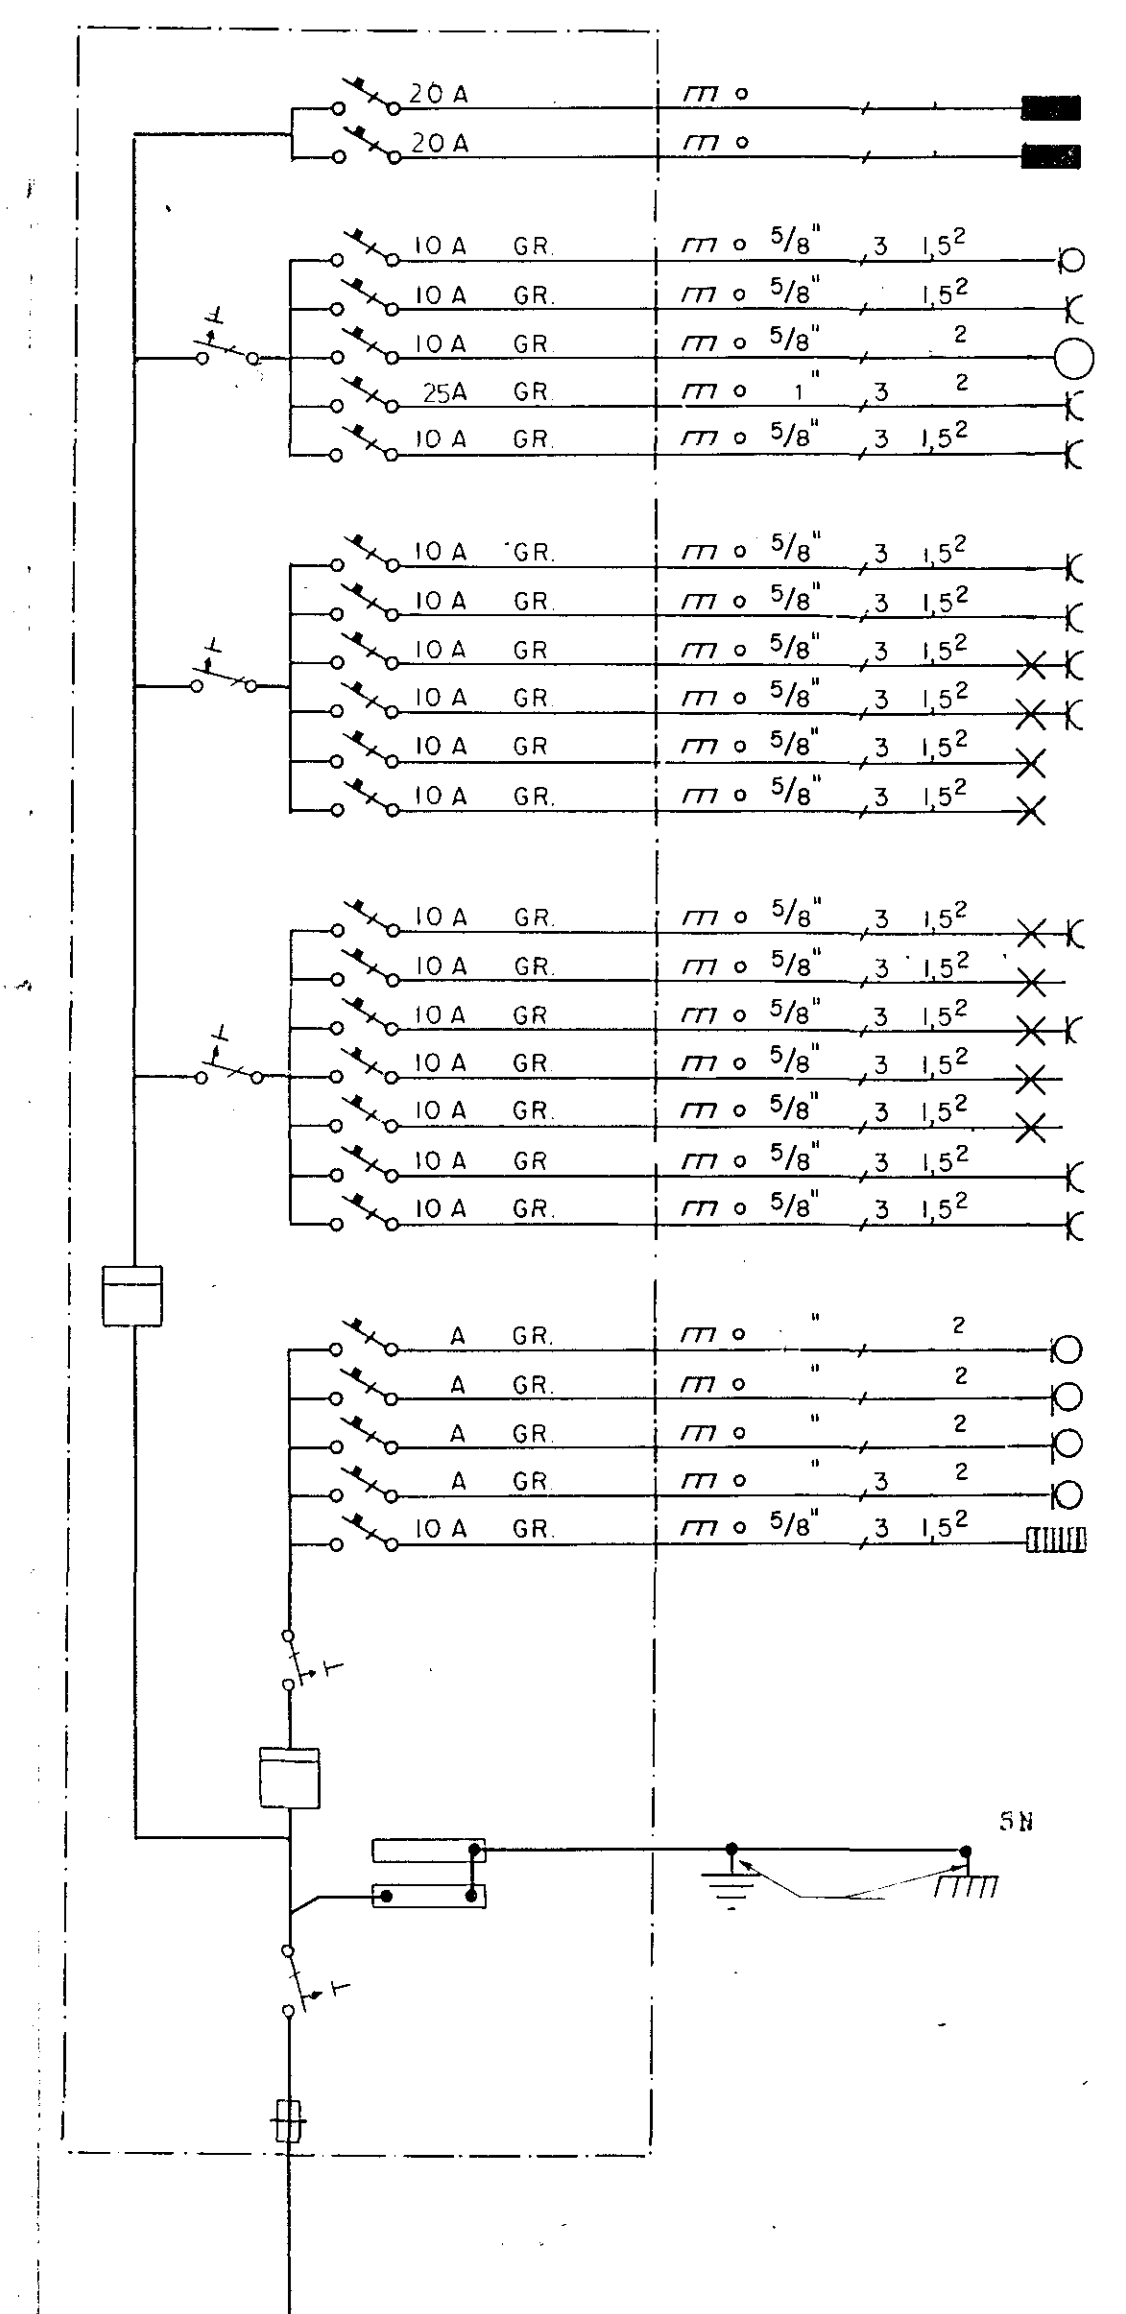 20 A o
20 A o
10 A GR. o 5/8" 3 1,5²
10 A GR. o 5/8" 1,5²
10 A GR. o 5/8" 2
25A GR. o 1" 3 2
10 A GR. o 5/8" 3 1,5²
10 A GR. o 5/8" 3 1,5²
10 A GR. o 5/8" 3 1,5²
10 A GR o 5/8" 3 1,5²
10 A GR. o 5/8" 3 1,5²
10 A GR o 5/8" 3 1,5²
10 A GR. o 5/8" 3 1,5²
10 A GR. o 5/8" 3 1,5²
10 A GR. o 5/8" 3 1,5²
10 A GR o 5/8" 3 1,5²
10 A GR. o 5/8" 3 1,5²
10 A GR. o 5/8" 3 1,5²
10 A GR o 5/8" 3 1,5²
10 A GR. o 5/8" 3 1,5²
A GR. o " 2
A GR. o " 2
A GR. o " 2
A GR. o " 3 2
10 A GR. o 5/8" 3 1,5²
SN